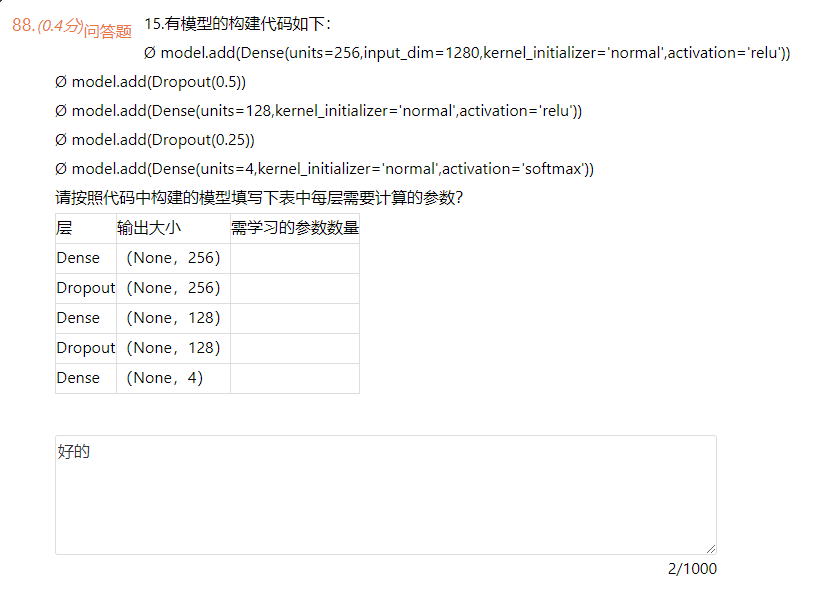 88.(0.4分)问答题 15.有模型的构建代码如下：
Ø model.add(Dense(units=256,input_dim=1280,kernel_initializer='normal',activation='relu'))
Ø model.add(Dropout(0.5))
Ø model.add(Dense(units=128,kernel_initializer='normal',activation='relu'))
Ø model.add(Dropout(0.25))
Ø model.add(Dense(units=4,kernel_initializer='normal',activation='softmax'))
请按照代码中构建的模型填写下表中每层需要计算的参数?
层 输出大小 需学习的参数数量
Dense （None，256）
Dropout （None，256）
Dense （None，128）
Dropout （None，128）
Dense （None，4）
好的
2/1000